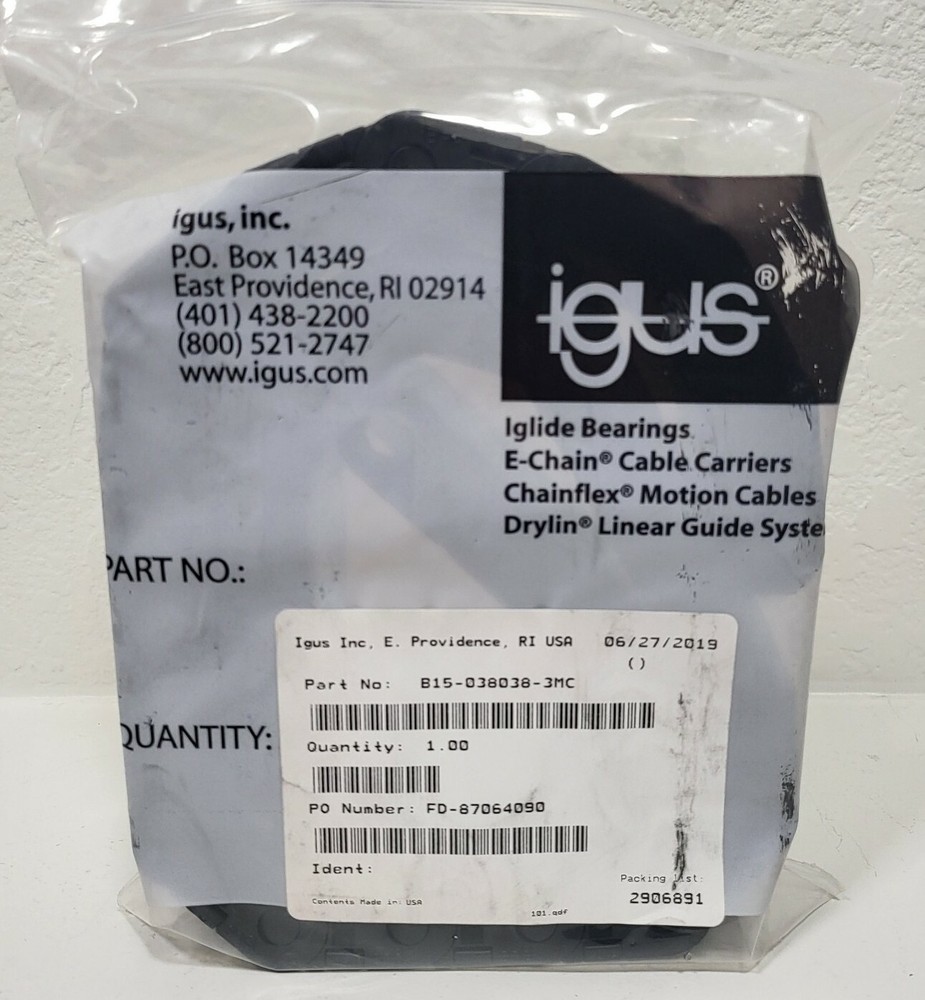 igus, inc.
P.O. Box 14349
East Providence, RI 02914
(401) 438-2200
(800) 521-2747
www.igus.com
igus®
Iglide Bearings
E-Chain® Cable Carriers
Chainflex® Motion Cables
Drylin® Linear Guide Syste
PART NO.:
QUANTITY:
Igus Inc, E. Providence, RI USA 06/27/2019
()
Part No: B15-038038-3MC
Quantity: 1.00
PO Number: FD-87064090
Ident:
Packing list:
2906891
Contents Made in: USA
101.qdf